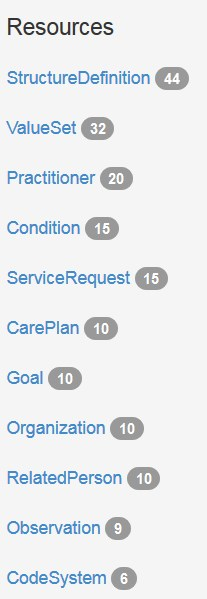 Resources
StructureDefinition 44
ValueSet 32
Practitioner 20
Condition 15
ServiceRequest 15
CarePlan 10
Goal 10
Organization 10
RelatedPerson 10
Observation 9
CodeSystem 6